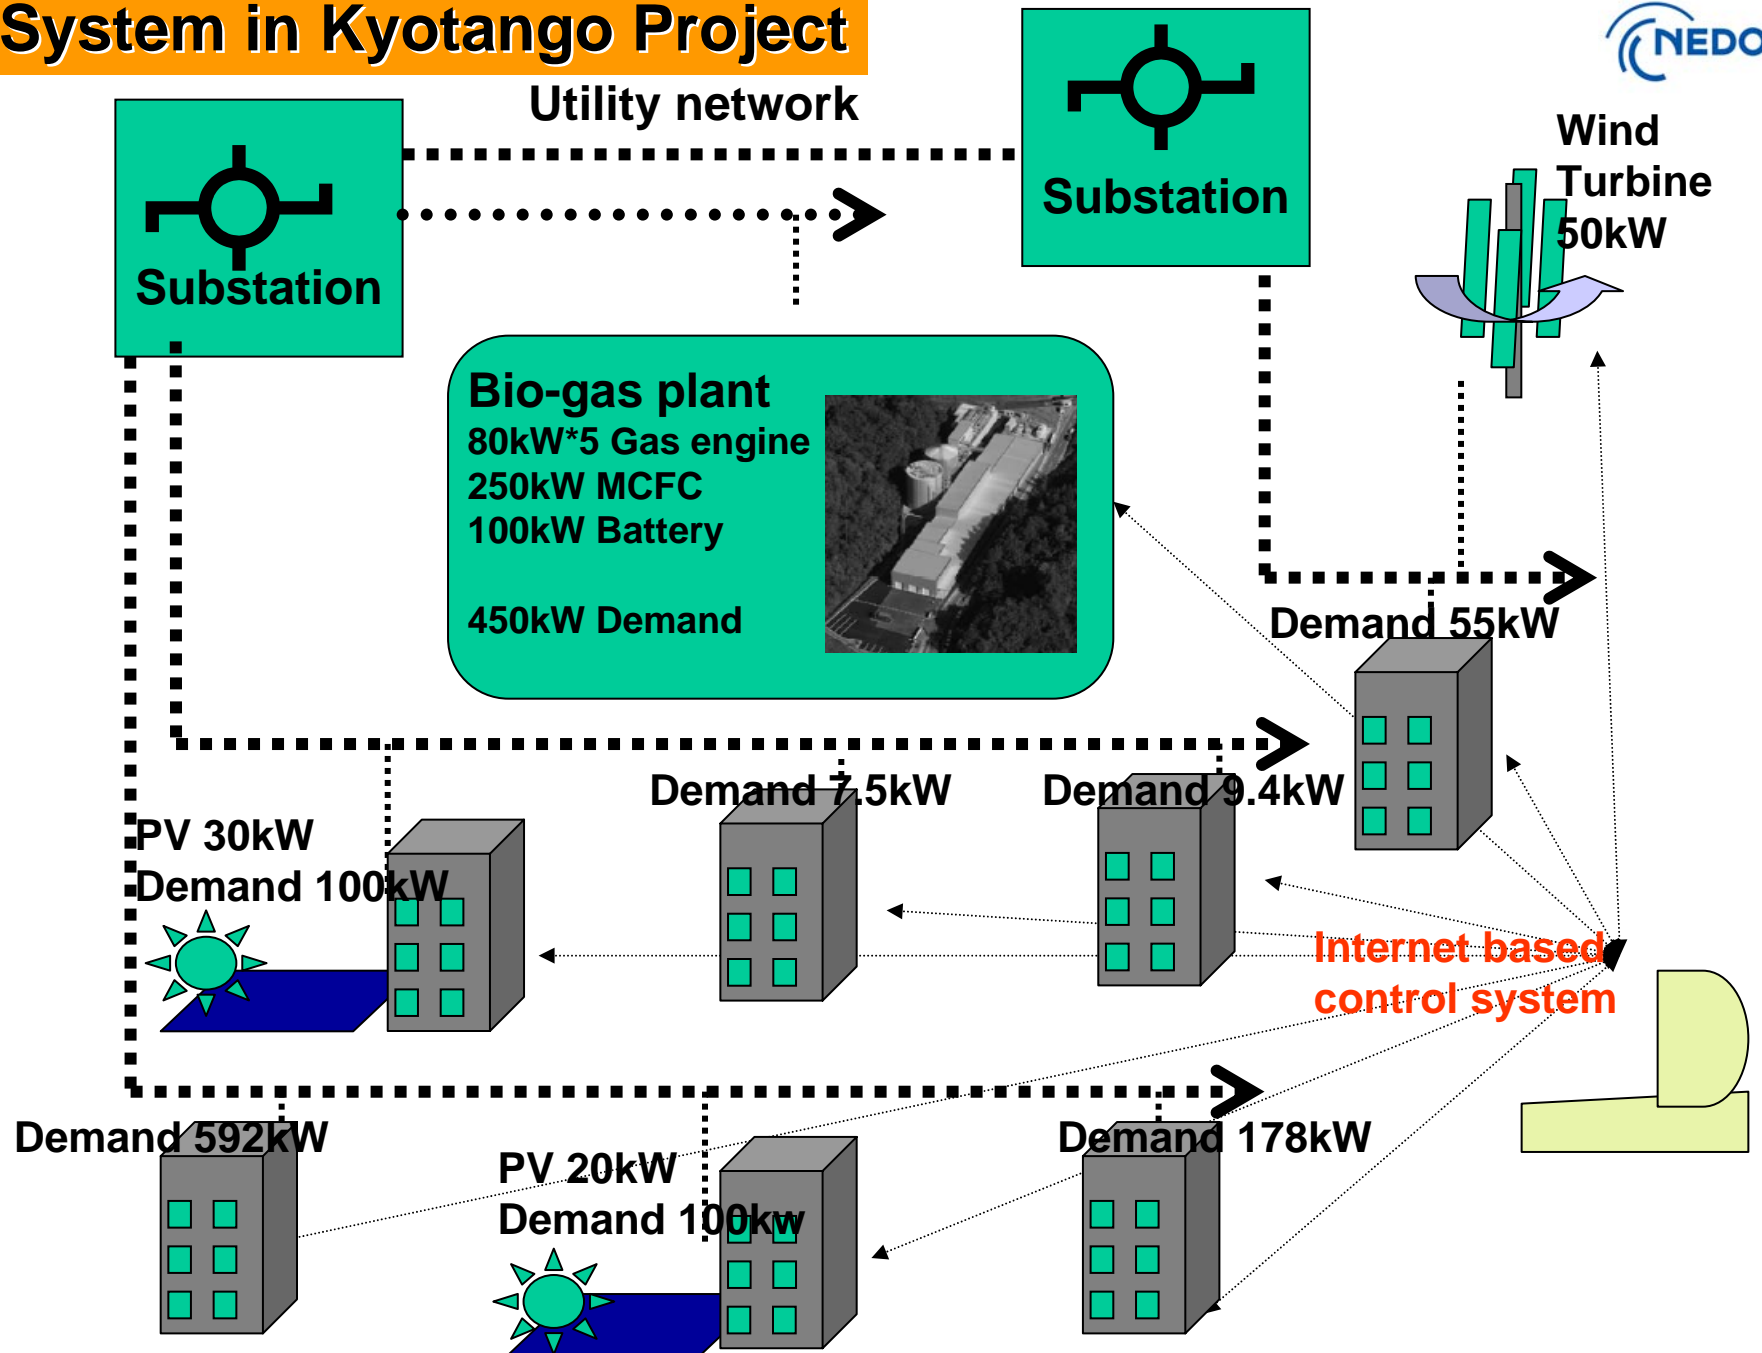 System in Kyotango Project
NEDO
Utility network
Wind
Turbine
50kW
Substation
Substation
Bio-gas plant
80kW*5 Gas engine
250kW MCFC
100kW Battery
450kW Demand
Demand 55kW
Demand 7.5kW
Demand 9.4kW
PV 30kW
Demand 100kW
Internet based
control system
Demand 592kW
PV 20kW
Demand 100kw
Demand 178kW